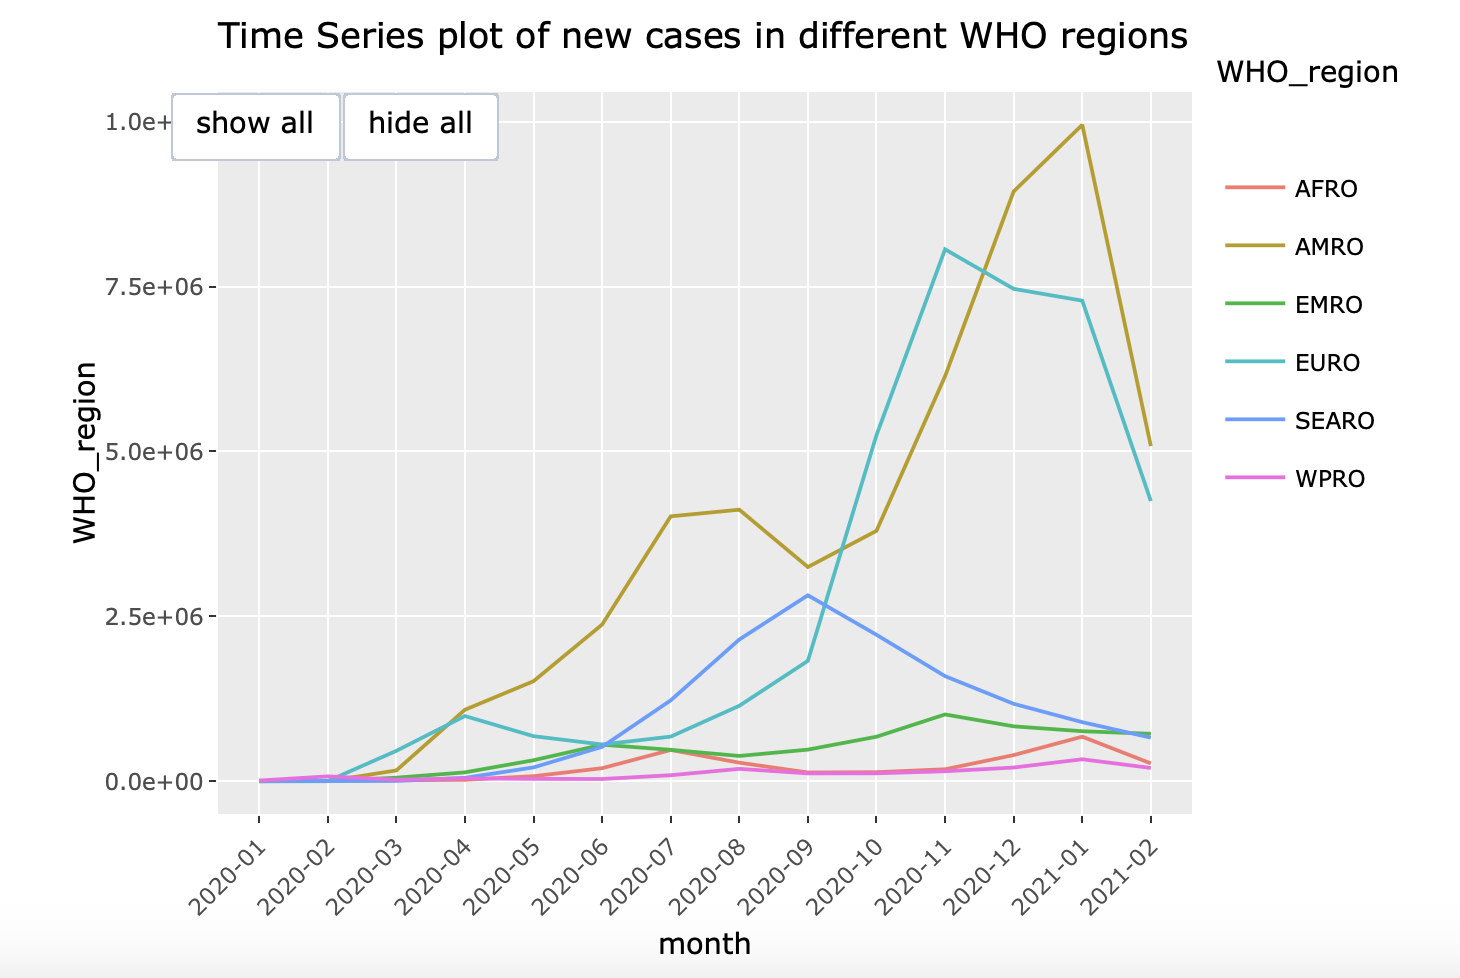 Time Series plot of new cases in different WHO regions
WHO_region
show all
hide all
1.0e+
7.5e+06
5.0e+06
2.5e+06
0.0e+00
WHO_region
AFRO
AMRO
EMRO
EURO
SEARO
WPRO
2020-01
2020-02
2020-03
2020-04
2020-05
2020-06
2020-07
2020-08
2020-09
2020-10
2020-11
2020-12
2021-01
2021-02
month